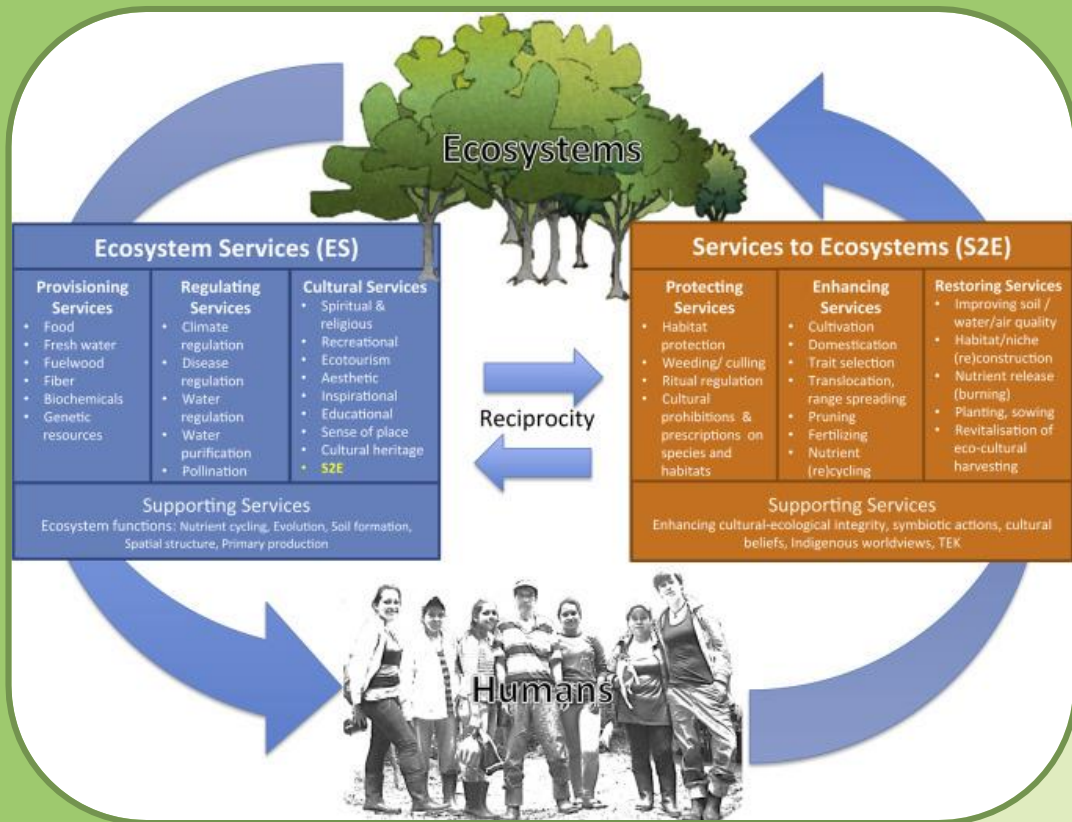 Ecosystems
Ecosystem Services (ES)
Provisioning
Services
• Food
• Fresh water
• Fuelwood
• Fiber
• Biochemicals
• Genetic
resources
Regulating
Services
• Climate
regulation
• Disease
regulation
• Water
regulation
• Water
purification
• Pollination
Cultural Services
• Spiritual &
religious
• Recreational
• Ecotourism
• Aesthetic
• Inspirational
• Educational
• Sense of place
• Cultural heritage
• S2E
Supporting Services
Ecosystem functions: Nutrient cycling, Evolution, Soil formation,
Spatial structure, Primary production
Reciprocity
Services to Ecosystems (S2E)
Protecting
Services
• Habitat
protection
• Weeding/ culling
• Ritual regulation
• Cultural
prohibitions &
prescriptions on
species and
habitats
Enhancing
Services
• Cultivation
• Domestication
• Trait selection
• Translocation,
range spreading
• Pruning
• Fertilizing
• Nutrient
(re)cycling
Restoring Services
• Improving soil /
water/air quality
• Habitat/niche
(re)construction
• Nutrient release
(burning)
• Planting, sowing
• Revitalisation of
eco-cultural
harvesting
Supporting Services
Enhancing cultural-ecological integrity, symbiotic actions, cultural
beliefs, Indigenous worldviews, TEK
Humans